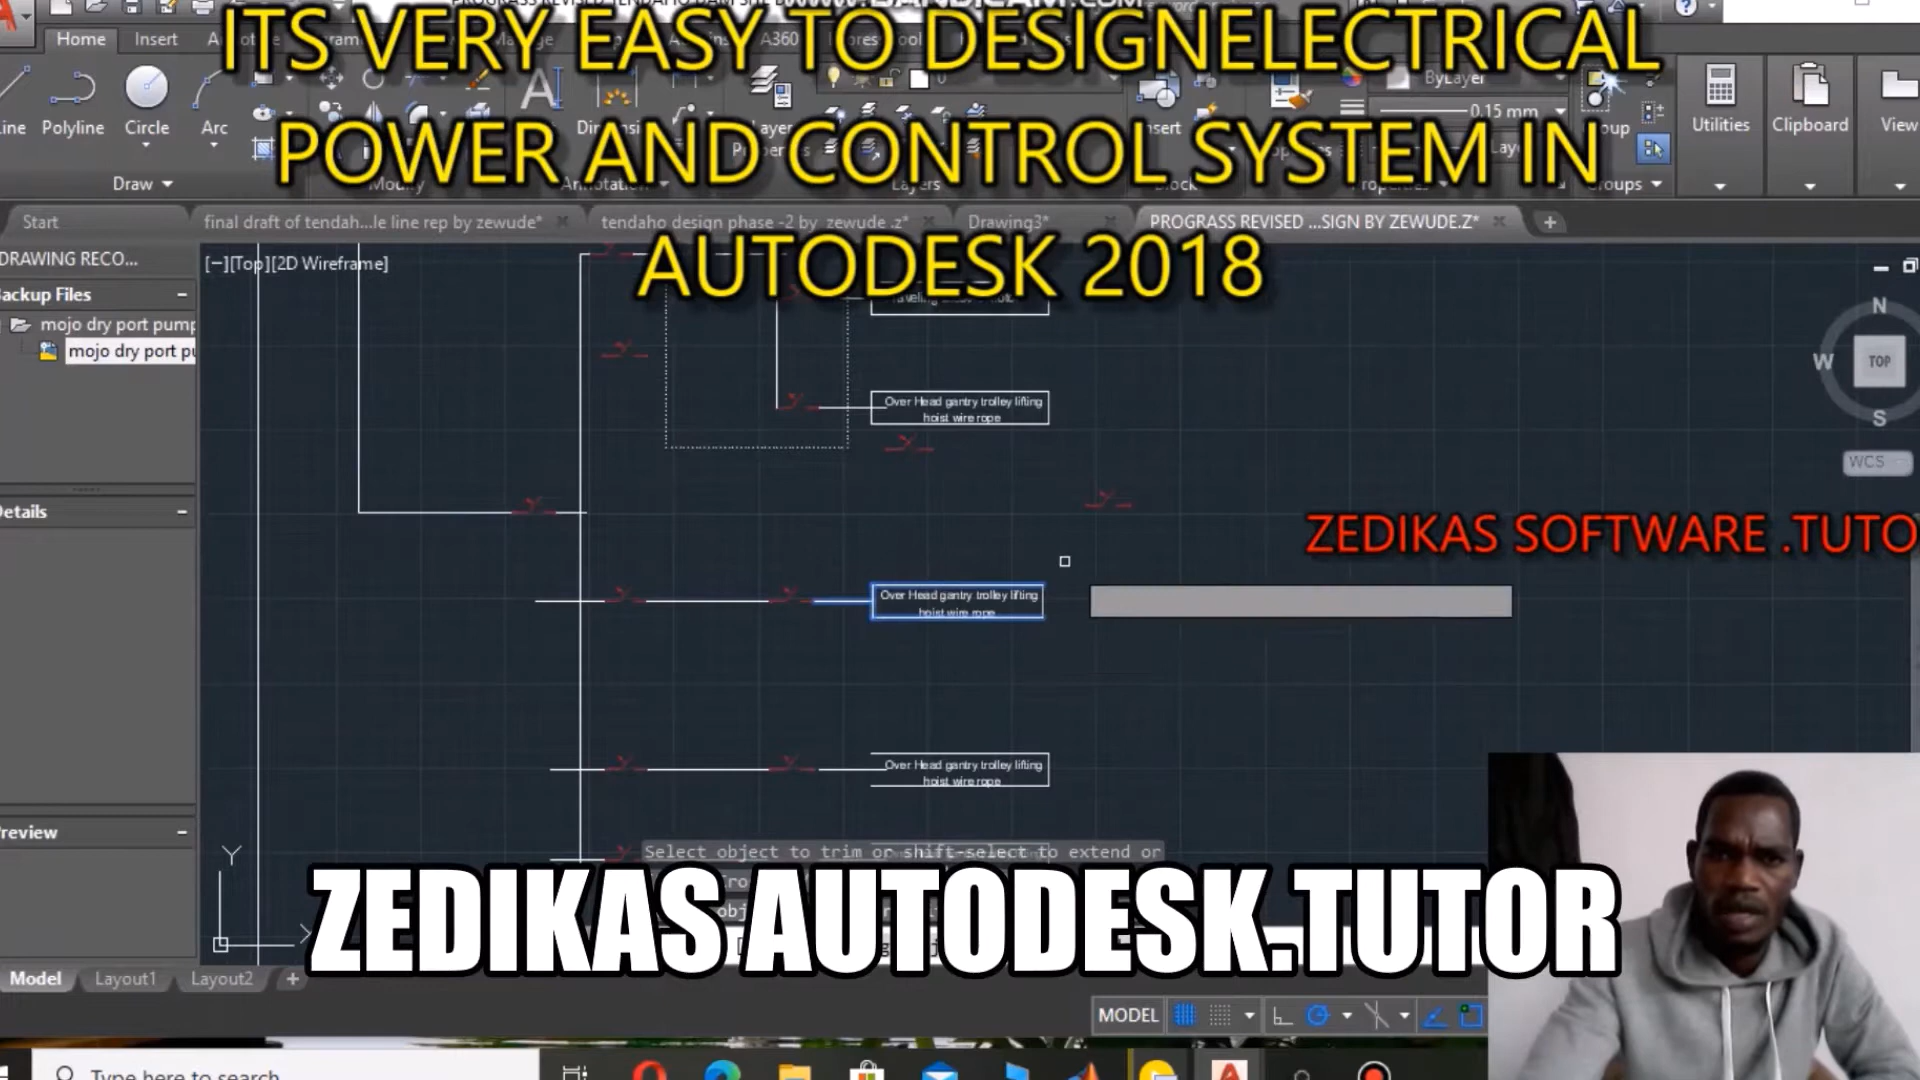 ITS VERY EASY TO DESIGNELECTRICAL
POWER AND CONTROL SYSTEM IN
AUTODESK 2018
Home
Insert
A360
ByLayer
0.15 mm
Polyline
Circle
Arc
Utilities
Clipboard
View
Draw
Modify
Annotation
Layers
Start
final draft of tendah...le line rep by zewude*
tendaho design phase -2 by zewude .z*
Drawing3*
PROGRASS REVISED ...SIGN BY ZEWUDE.Z*
DRAWING RECO...
Backup Files
mojo dry port pump
mojo dry port pu
Details
Preview
[−][Top][2D Wireframe]
N
W
TOP
S
WCS
Over Head gantry trolley lifting
hoist wire rope
ZEDIKAS SOFTWARE .TUTO
Over Head gantry trolley lifting
hoist wire rope
Over Head gantry trolley lifting
hoist wire rope
Select object to trim or shift-select to extend or
ZEDIKAS AUTODESK.TUTOR
Y
X
Model
Layout1
Layout2
MODEL
Type here to search